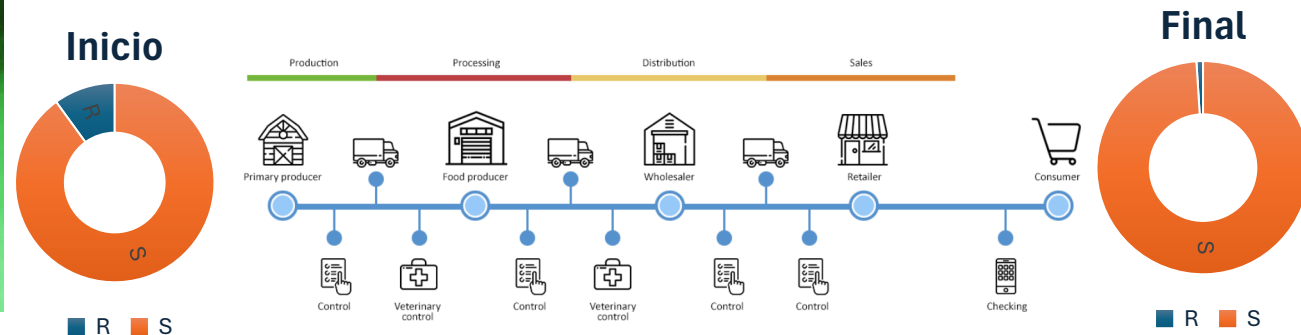 Inicio
Final
Production
Processing
Distribution
Sales
Primary producer
Food producer
Wholesaler
Retailer
Consumer
Control
Veterinary
control
Control
Veterinary
control
Control
Control
Checking
R
S
S
R S
R S